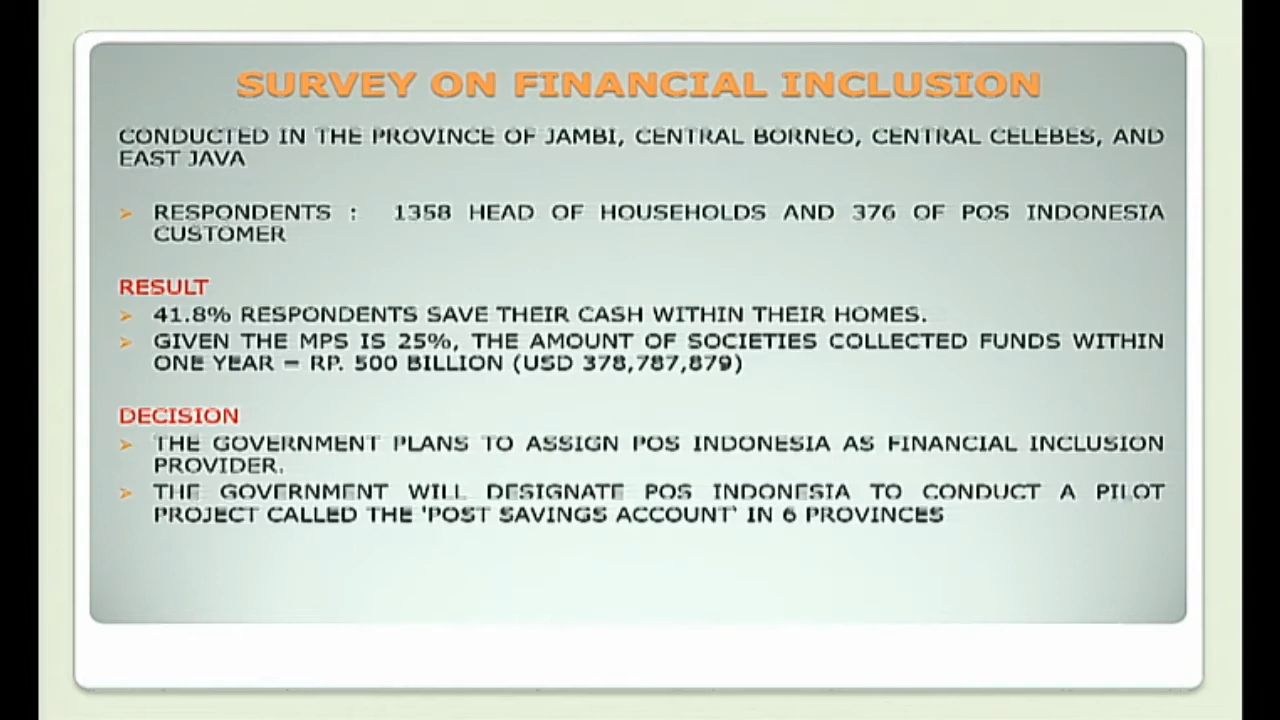 SURVEY ON FINANCIAL INCLUSION
CONDUCTED IN THE PROVINCE OF JAMBI, CENTRAL BORNEO, CENTRAL CELEBES, AND
EAST JAVA
➢ RESPONDENTS : 1358 HEAD OF HOUSEHOLDS AND 376 OF POS INDONESIA
CUSTOMER
RESULT
➢ 41.8% RESPONDENTS SAVE THEIR CASH WITHIN THEIR HOMES.
➢ GIVEN THE MPS IS 25%, THE AMOUNT OF SOCIETIES COLLECTED FUNDS WITHIN
ONE YEAR = RP. 500 BILLION (USD 378,787,879)
DECISION
➢ THE GOVERNMENT PLANS TO ASSIGN POS INDONESIA AS FINANCIAL INCLUSION
PROVIDER.
➢ THE GOVERNMENT WILL DESIGNATE POS INDONESIA TO CONDUCT A PILOT
PROJECT CALLED THE 'POST SAVINGS ACCOUNT' IN 6 PROVINCES